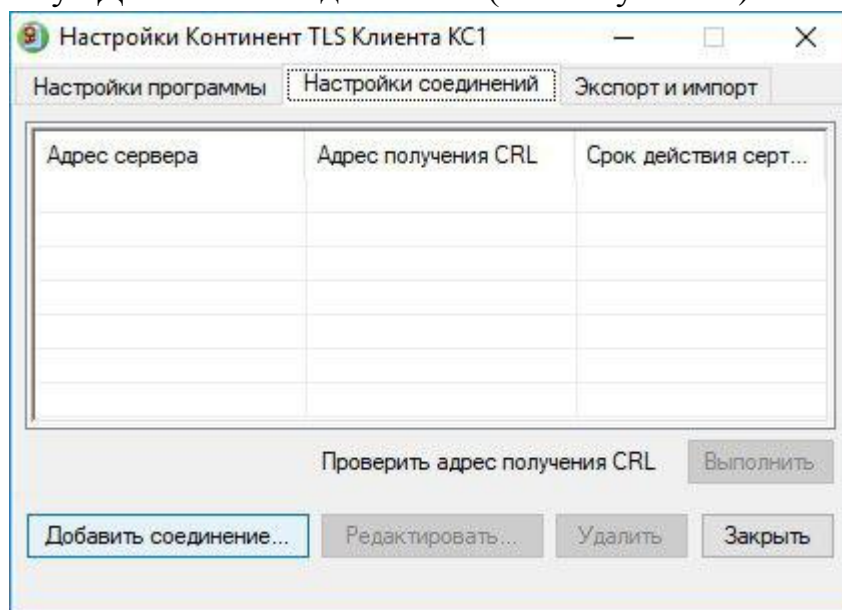 Настройки Континент TLS Клиента КС1
Настройки программы Настройки соединений Экспорт и импорт
Адрес сервера Адрес получения CRL Срок действия серт...
Проверить адрес получения CRL Выполнить
Добавить соединение... Редактировать... Удалить Закрыть